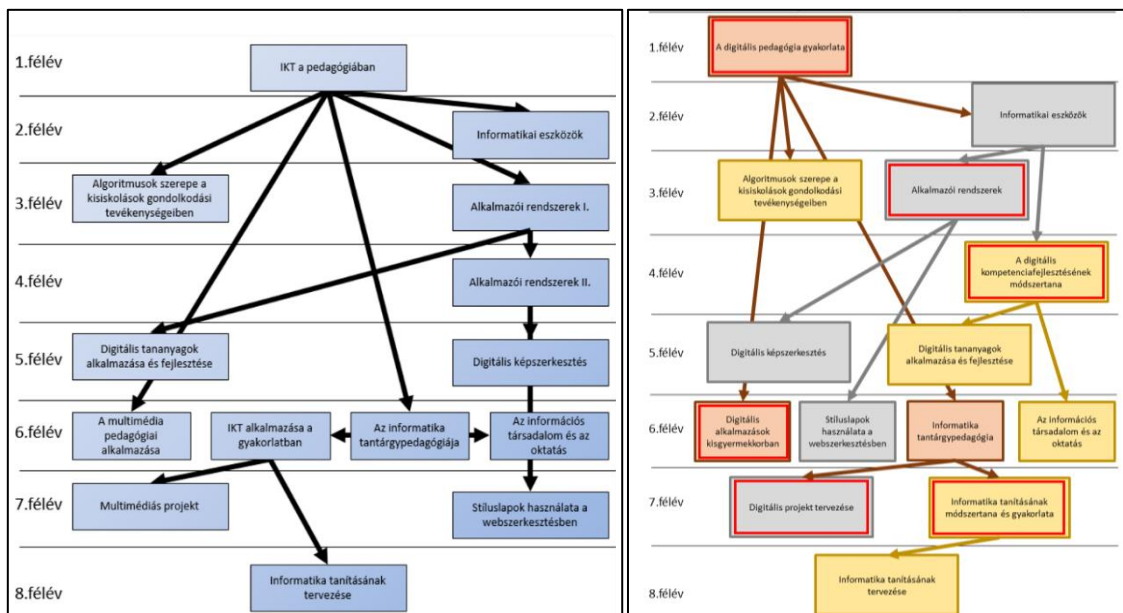 1.félév
IKT a pedagógiában
2.félév
Informatikai eszközök
3.félév
Algoritmusok szerepe a
kisiskolások gondolkodási
tevékenységeiben
Alkalmazói rendszerek I.
4.félév
Alkalmazói rendszerek II.
5.félév
Digitális tananyagok
alkalmazása és fejlesztése
Digitális képszerkesztés
6.félév
A multimédia
pedagógiai
alkalmazása
IKT alkalmazása a
gyakorlatban
Az informatika
tantárgypedagógiája
Az információs
társadalom és az
oktatás
7.félév
Multimédiás projekt
Stíluslapok használata a
webszerkesztésben
8.félév
Informatika tanításának
tervezése
1.félév
A digitális pedagógia gyakorlata
2.félév
Informatikai eszközök
3.félév
Algoritmusok szerepe a
kisiskolások gondolkodási
tevékenységeiben
Alkalmazói rendszerek
4.félév
A digitális
kompetenciafejlesztésének
módszertana
5.félév
Digitális képszerkesztés
Digitális tananyagok
alkalmazása és fejlesztése
6.félév
Digitális
alkalmazások
kisgyermekkorban
Stíluslapok
használata a
webszerkesztésben
Informatika
tantárgypedagógia
Az Információs
társadalom és az
oktatás
7.félév
Digitális projekt tervezése
Informatika tanításának
módszertana és gyakorlata
8.félév
Informatika tanításának
tervezése